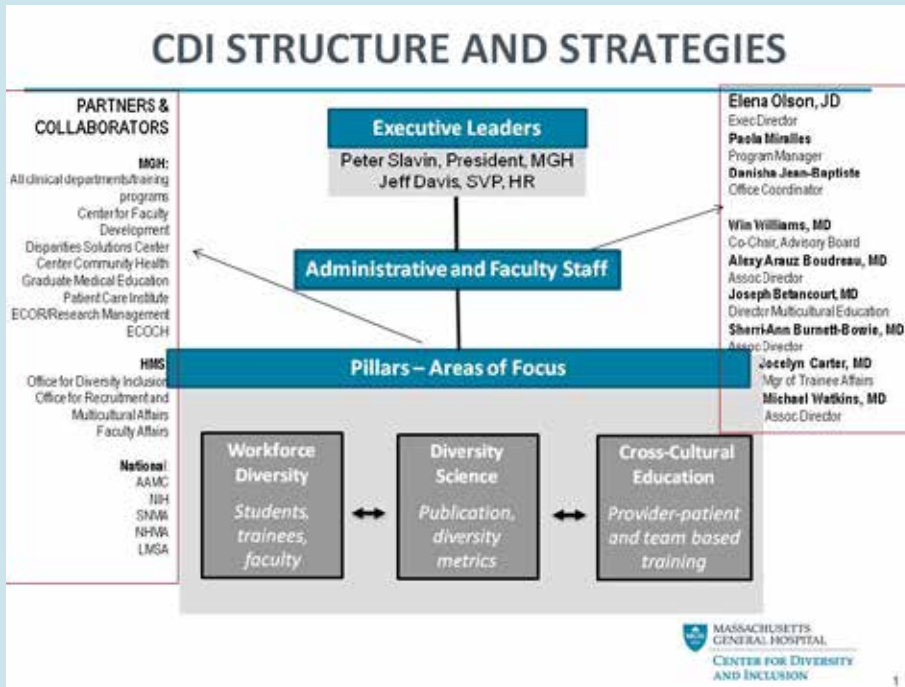 CDI STRUCTURE AND STRATEGIES
PARTNERS &
COLLABORATORS
MGH:
All clinical departments/training
programs
Center for Faculty
Development
Disparities Solutions Center
Center Community Health
Graduate Medical Education
Patient Care Institute
ECOR/Research Management
ECOCH
HMS
Office for Diversity Inclusion
Office for Recruitment and
Multicultural Affairs
Faculty Affairs
National
AAMC
NIH
SNMA
NHMA
LMSA
Executive Leaders
Peter Slavin, President, MGH
Jeff Davis, SVP, HR
Administrative and Faculty Staff
Pillars – Areas of Focus
Workforce
Diversity
Students,
trainees,
faculty
Diversity
Science
Publication,
diversity
metrics
Cross-Cultural
Education
Provider-patient
and team based
training
Elena Olson, JD
Exec Director
Paola Miralles
Program Manager
Danisha Jean-Baptiste
Office Coordinator
Win Williams, MD
Co-Chair, Advisory Board
Alexy Arauz Boudreau, MD
Assoc Director
Joseph Betancourt, MD
Director Multicultural Education
Sherri-Ann Burnett-Bowie, MD
Assoc Director
Jocelyn Carter, MD
Mgr of Trainee Affairs
Michael Watkins, MD
Assoc Director
MGH
MASSACHUSETTS
GENERAL HOSPITAL
CENTER FOR DIVERSITY
AND INCLUSION
1